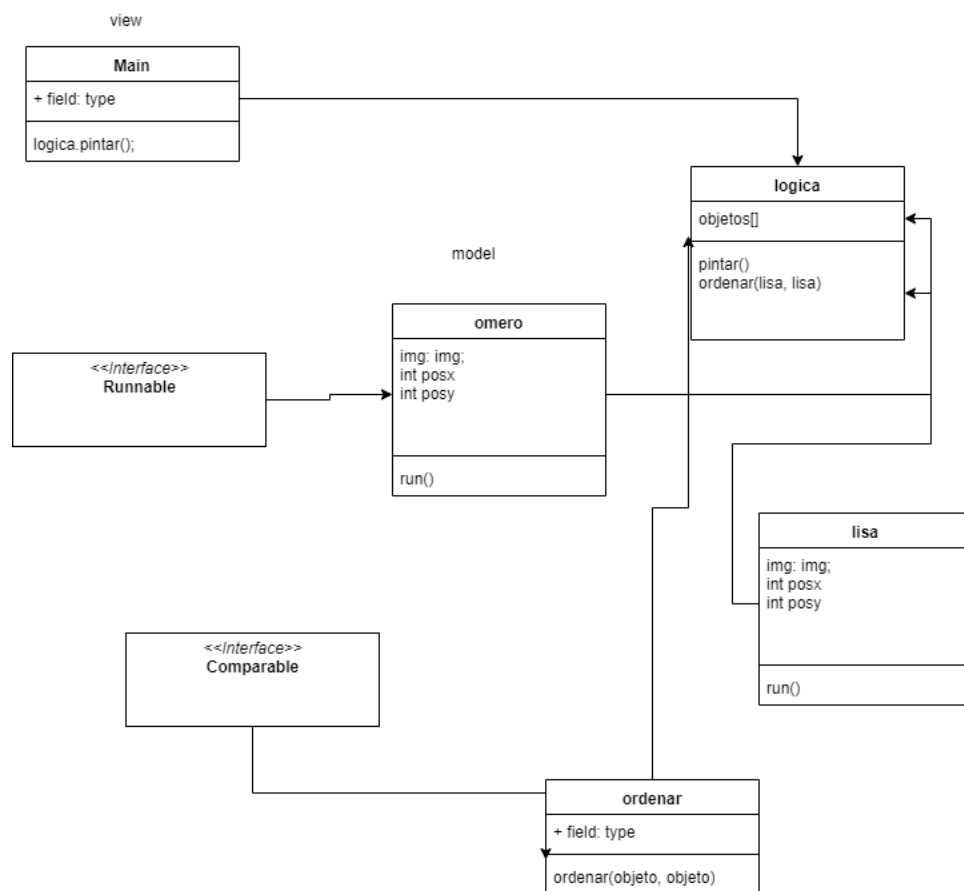 view
Main
+ field: type
logica.pintar();
logica
objetos[]
pintar()
ordenar(lisa, lisa)
model
omero
img: img;
int posx
int posy
run()
<<Interface>>
Runnable
lisa
img: img;
int posx
int posy
run()
<<Interface>>
Comparable
ordenar
+ field: type
ordenar(objeto, objeto)